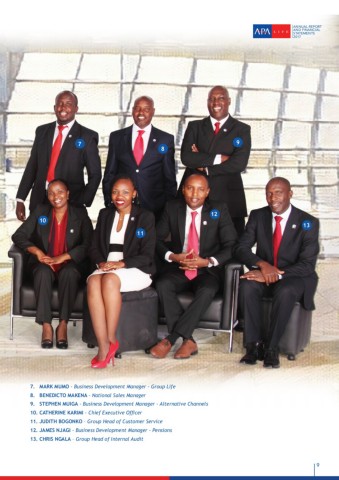 APA LIFE
ANNUAL REPORT
AND FINANCIAL
STATEMENTS
2017
7
8
9
10
11
12
13
7. MARK MUMO - Business Development Manager - Group Life
8. BENEDICTO MAKENA - National Sales Manager
9. STEPHEN MUIGA - Business Development Manager - Alternative Channels
10. CATHERINE KARIMI - Chief Executive Officer
11. JUDITH BOGONKO - Group Head of Customer Service
12. JAMES NJAGI - Business Development Manager - Pensions
13. CHRIS NGALA - Group Head of Internal Audit
9